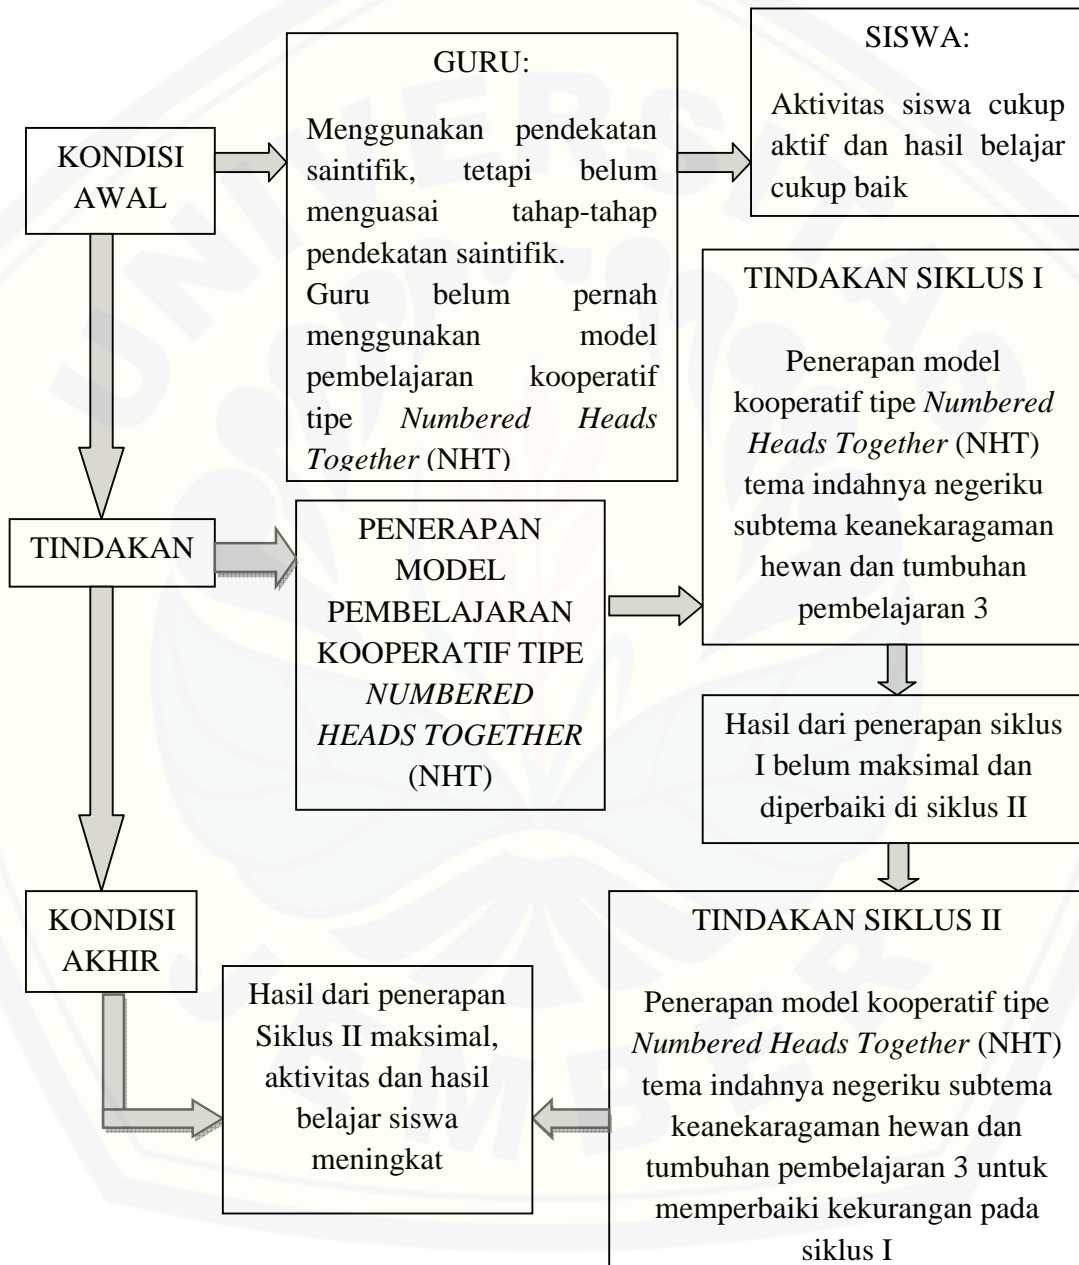 KONDISI
AWAL
GURU:
Menggunakan pendekatan
saintifik, tetapi belum
menguasai tahap-tahap
pendekatan saintifik.
Guru belum pernah
menggunakan model
pembelajaran kooperatif
tipe Numbered Heads
Together (NHT)
SISWA:
Aktivitas siswa cukup
aktif dan hasil belajar
cukup baik
TINDAKAN
PENERAPAN
MODEL
PEMBELAJARAN
KOOPERATIF TIPE
NUMBERED
HEADS TOGETHER
(NHT)
TINDAKAN SIKLUS I
Penerapan model
kooperatif tipe Numbered
Heads Together (NHT)
tema indahnya negeriku
subtema keanekaragaman
hewan dan tumbuhan
pembelajaran 3
Hasil dari penerapan siklus
I belum maksimal dan
diperbaiki di siklus II
TINDAKAN SIKLUS II
Penerapan model kooperatif tipe
Numbered Heads Together (NHT)
tema indahnya negeriku subtema
keanekaragaman hewan dan
tumbuhan pembelajaran 3 untuk
memperbaiki kekurangan pada
siklus I
KONDISI
AKHIR
Hasil dari penerapan
Siklus II maksimal,
aktivitas dan hasil
belajar siswa
meningkat
UNIVERSITAS
JEMBER